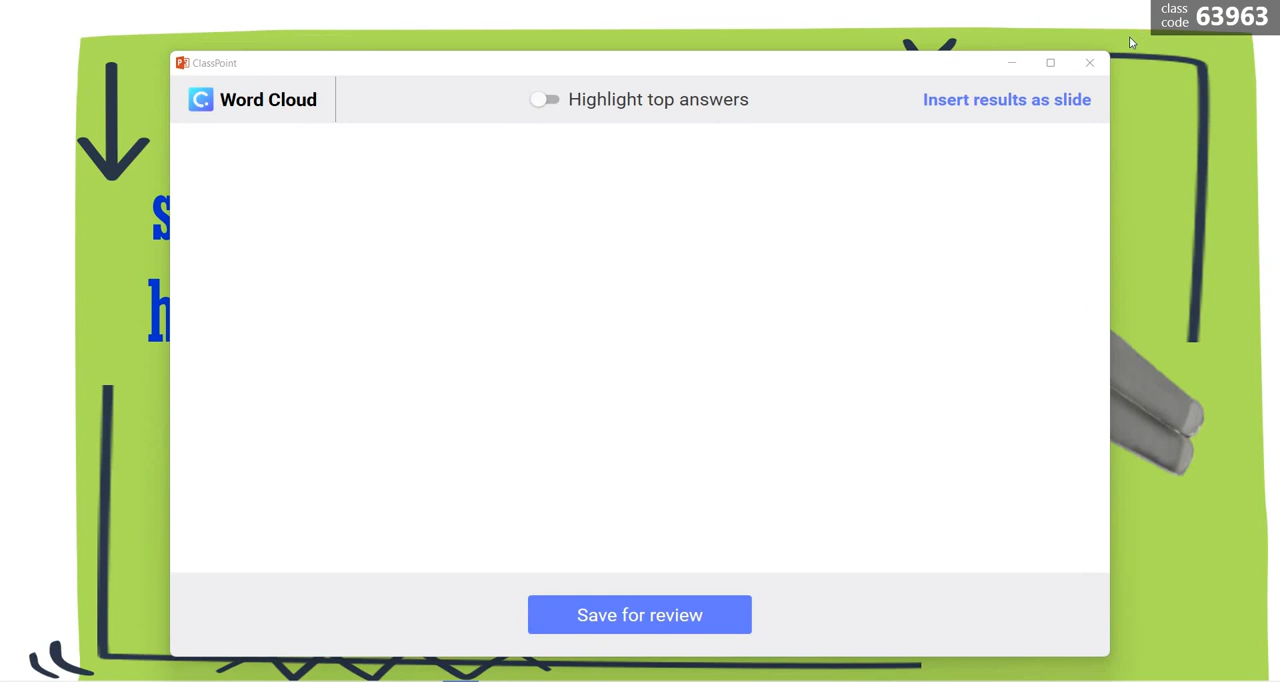 class
code 63963
ClassPoint
Word Cloud
Highlight top answers
Insert results as slide
s
h
Save for review